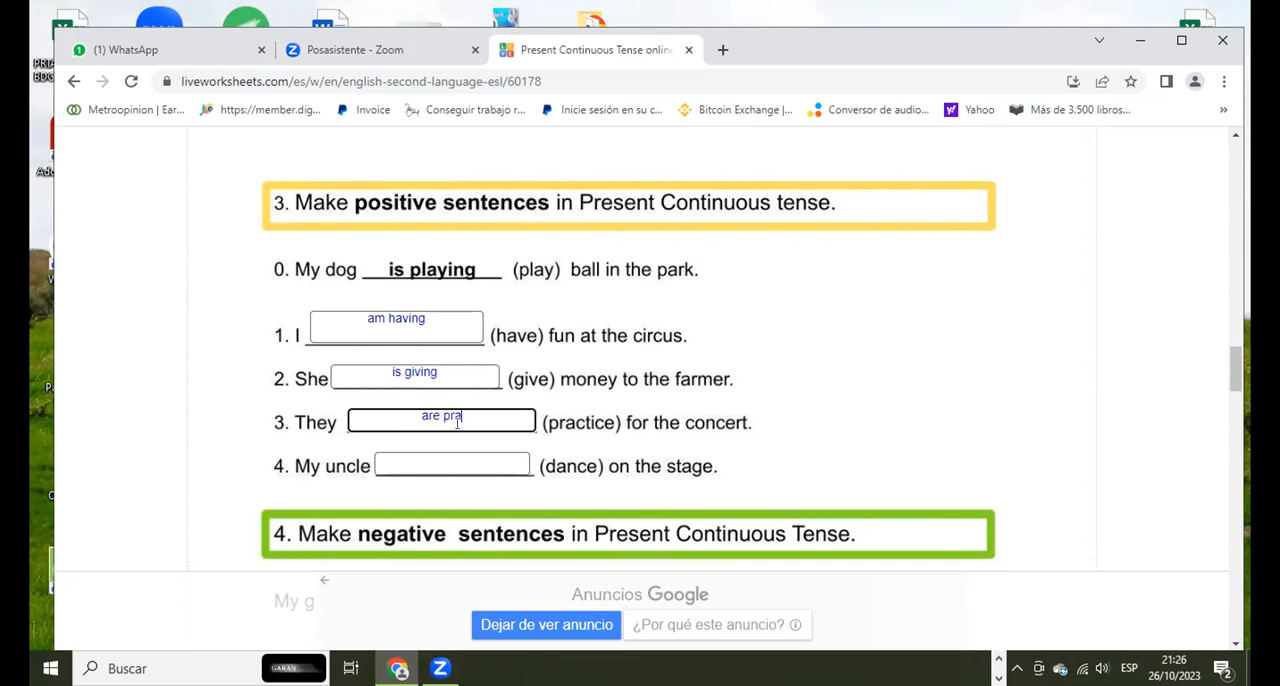 (1) WhatsApp
Posasistente - Zoom
Present Continuous Tense onlin
liveworksheets.com/es/w/en/english-second-language-esl/60178
Metroopinion | Ear...
https://member.dig...
Invoice
Conseguir trabajo r...
Inicie sesión en su c...
Bitcoin Exchange |...
Conversor de audio...
Yahoo
Más de 3.500 libros...
»
3. Make positive sentences in Present Continuous tense.
0. My dog is playing (play) ball in the park.
1. I am having (have) fun at the circus.
2. She is giving (give) money to the farmer.
3. They are pra (practice) for the concert.
4. My uncle (dance) on the stage.
4. Make negative sentences in Present Continuous Tense.
My g
Anuncios Google
Dejar de ver anuncio
¿Por qué este anuncio?
Buscar
GARAN
ESP
21:26
26/10/2023
2